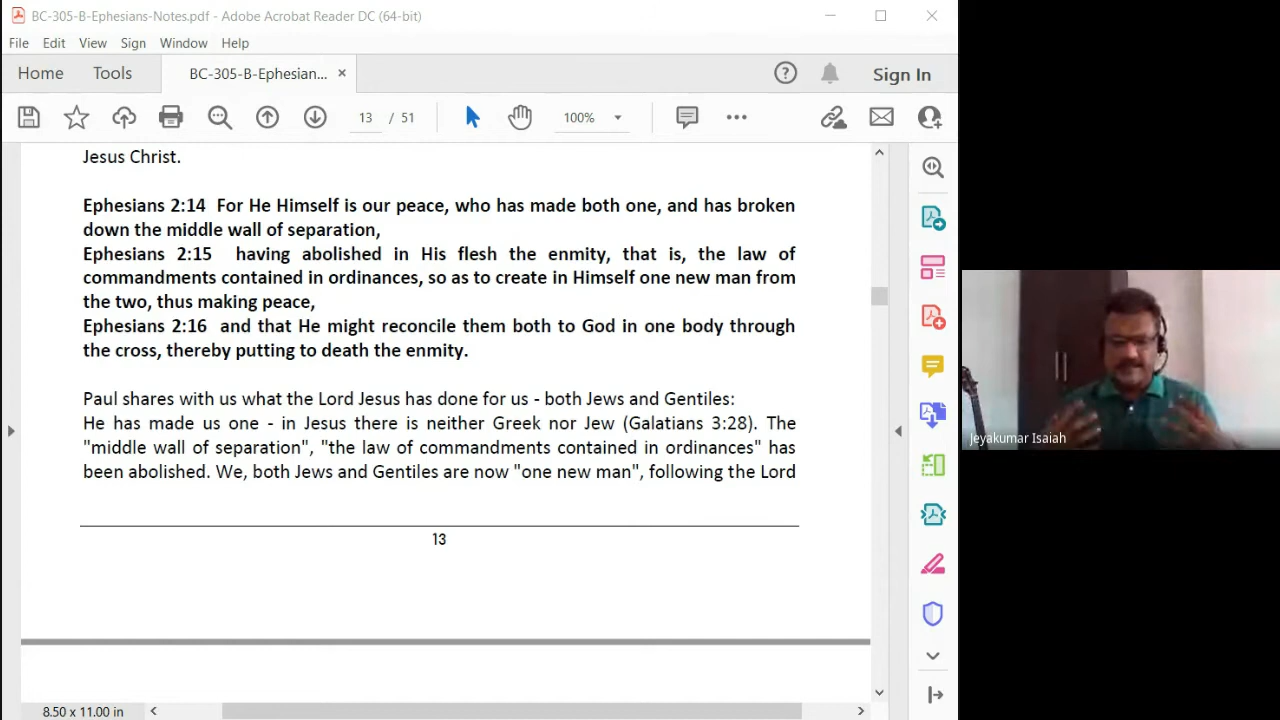 BC-305-B-Ephesians-Notes.pdf - Adobe Acrobat Reader DC (64-bit)
File Edit View Sign Window Help
Home Tools BC-305-B-Ephesian... × Sign In
13 / 51 100%
Jesus Christ.
Ephesians 2:14 For He Himself is our peace, who has made both one, and has broken
down the middle wall of separation,
Ephesians 2:15 having abolished in His flesh the enmity, that is, the law of
commandments contained in ordinances, so as to create in Himself one new man from
the two, thus making peace,
Ephesians 2:16 and that He might reconcile them both to God in one body through
the cross, thereby putting to death the enmity.
Paul shares with us what the Lord Jesus has done for us - both Jews and Gentiles:
He has made us one - in Jesus there is neither Greek nor Jew (Galatians 3:28). The
"middle wall of separation", "the law of commandments contained in ordinances" has
been abolished. We, both Jews and Gentiles are now "one new man", following the Lord
13
8.50 x 11.00 in
Jeyakumar Isaiah